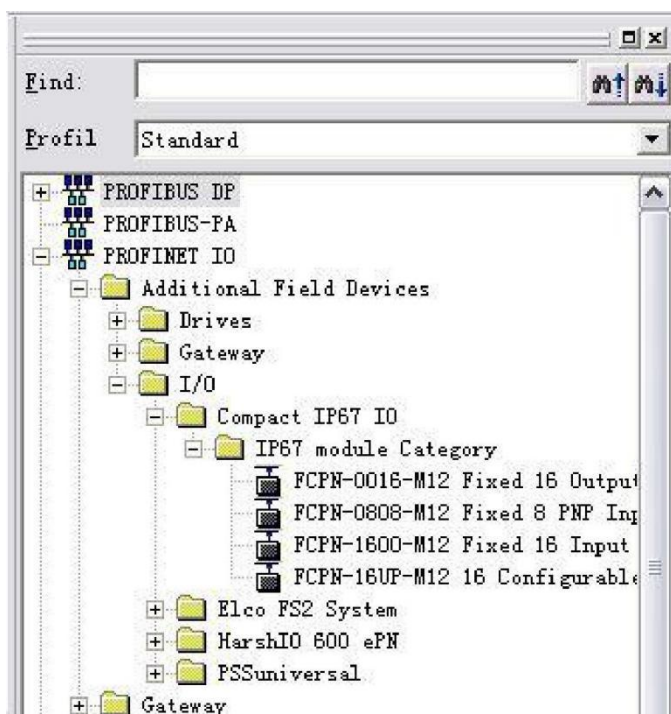 Find:
Profil Standard
PROFIBUS DP
PROFIBUS-PA
PROFINET IO
Additional Field Devices
Drives
Gateway
I/O
Compact IP67 IO
IP67 module Category
FCPN-0016-M12 Fixed 16 Output
FCPN-0808-M12 Fixed 8 PNP Inp
FCPN-1600-M12 Fixed 16 Input
FCPN-16UP-M12 16 Configurable
Elco FS2 System
HarshIO 600 ePN
PSSuniversal
Gateway